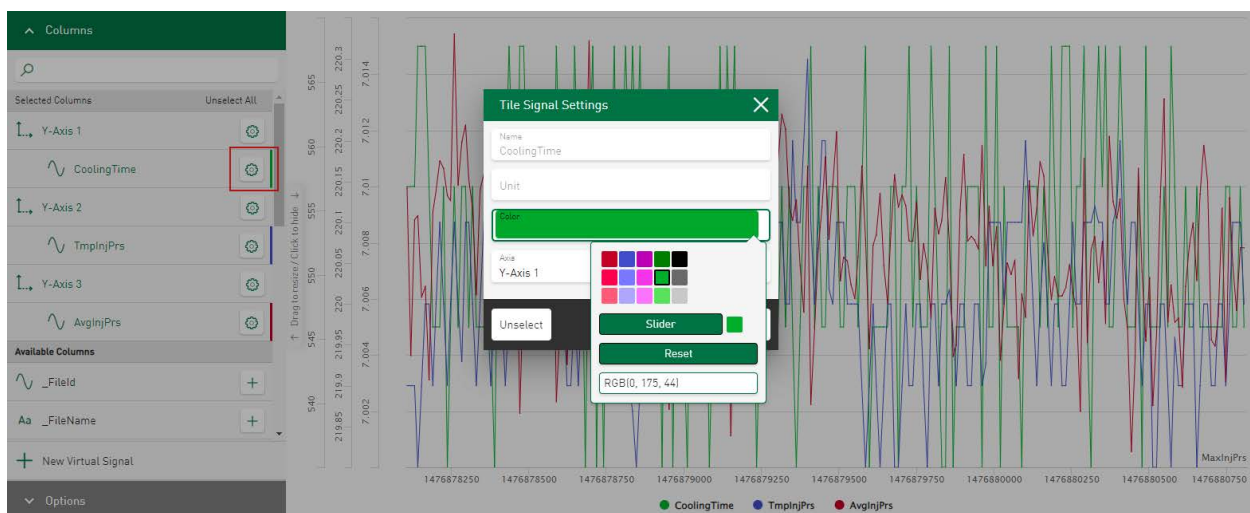 Columns
Selected Columns Unselect All
Y-Axis 1
CoolingTime
Y-Axis 2
TmpInjPrs
Y-Axis 3
AvgInjPrs
Available Columns
_FileId
Aa _FileName
New Virtual Signal
Options
↑ Drag to resize / Click to hide ↓
565
560
555
550
545
540
220.3
220.25
220.2
220.15
220.1
220.05
220
219.95
219.9
219.85
7.014
7.012
7.01
7.008
7.006
7.004
7.002
Tile Signal Settings
Name
CoolingTime
Unit
Color
Axis
Y-Axis 1
Unselect
Slider
Reset
RGB(0, 175, 44)
MaxInjPrs
1476878250 1476878500 1476878750 1476879000 1476879250 1476879500 1476879750 1476880000 1476880250 1476880500 1476880750
CoolingTime TmpInjPrs AvgInjPrs